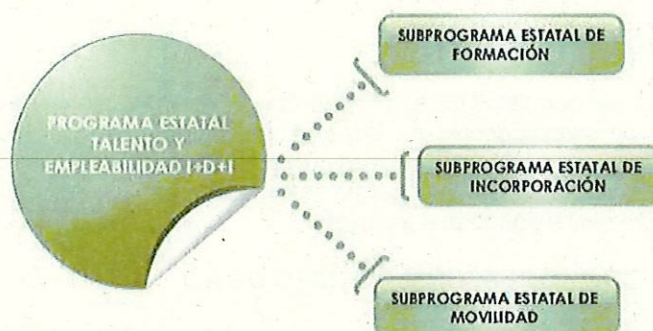 PROGRAMA ESTATAL
TALENTO Y
EMPLEABILIDAD I+D+I
SUBPROGRAMA ESTATAL DE
FORMACIÓN
SUBPROGRAMA ESTATAL DE
INCORPORACIÓN
SUBPROGRAMA ESTATAL DE
MOVILIDAD